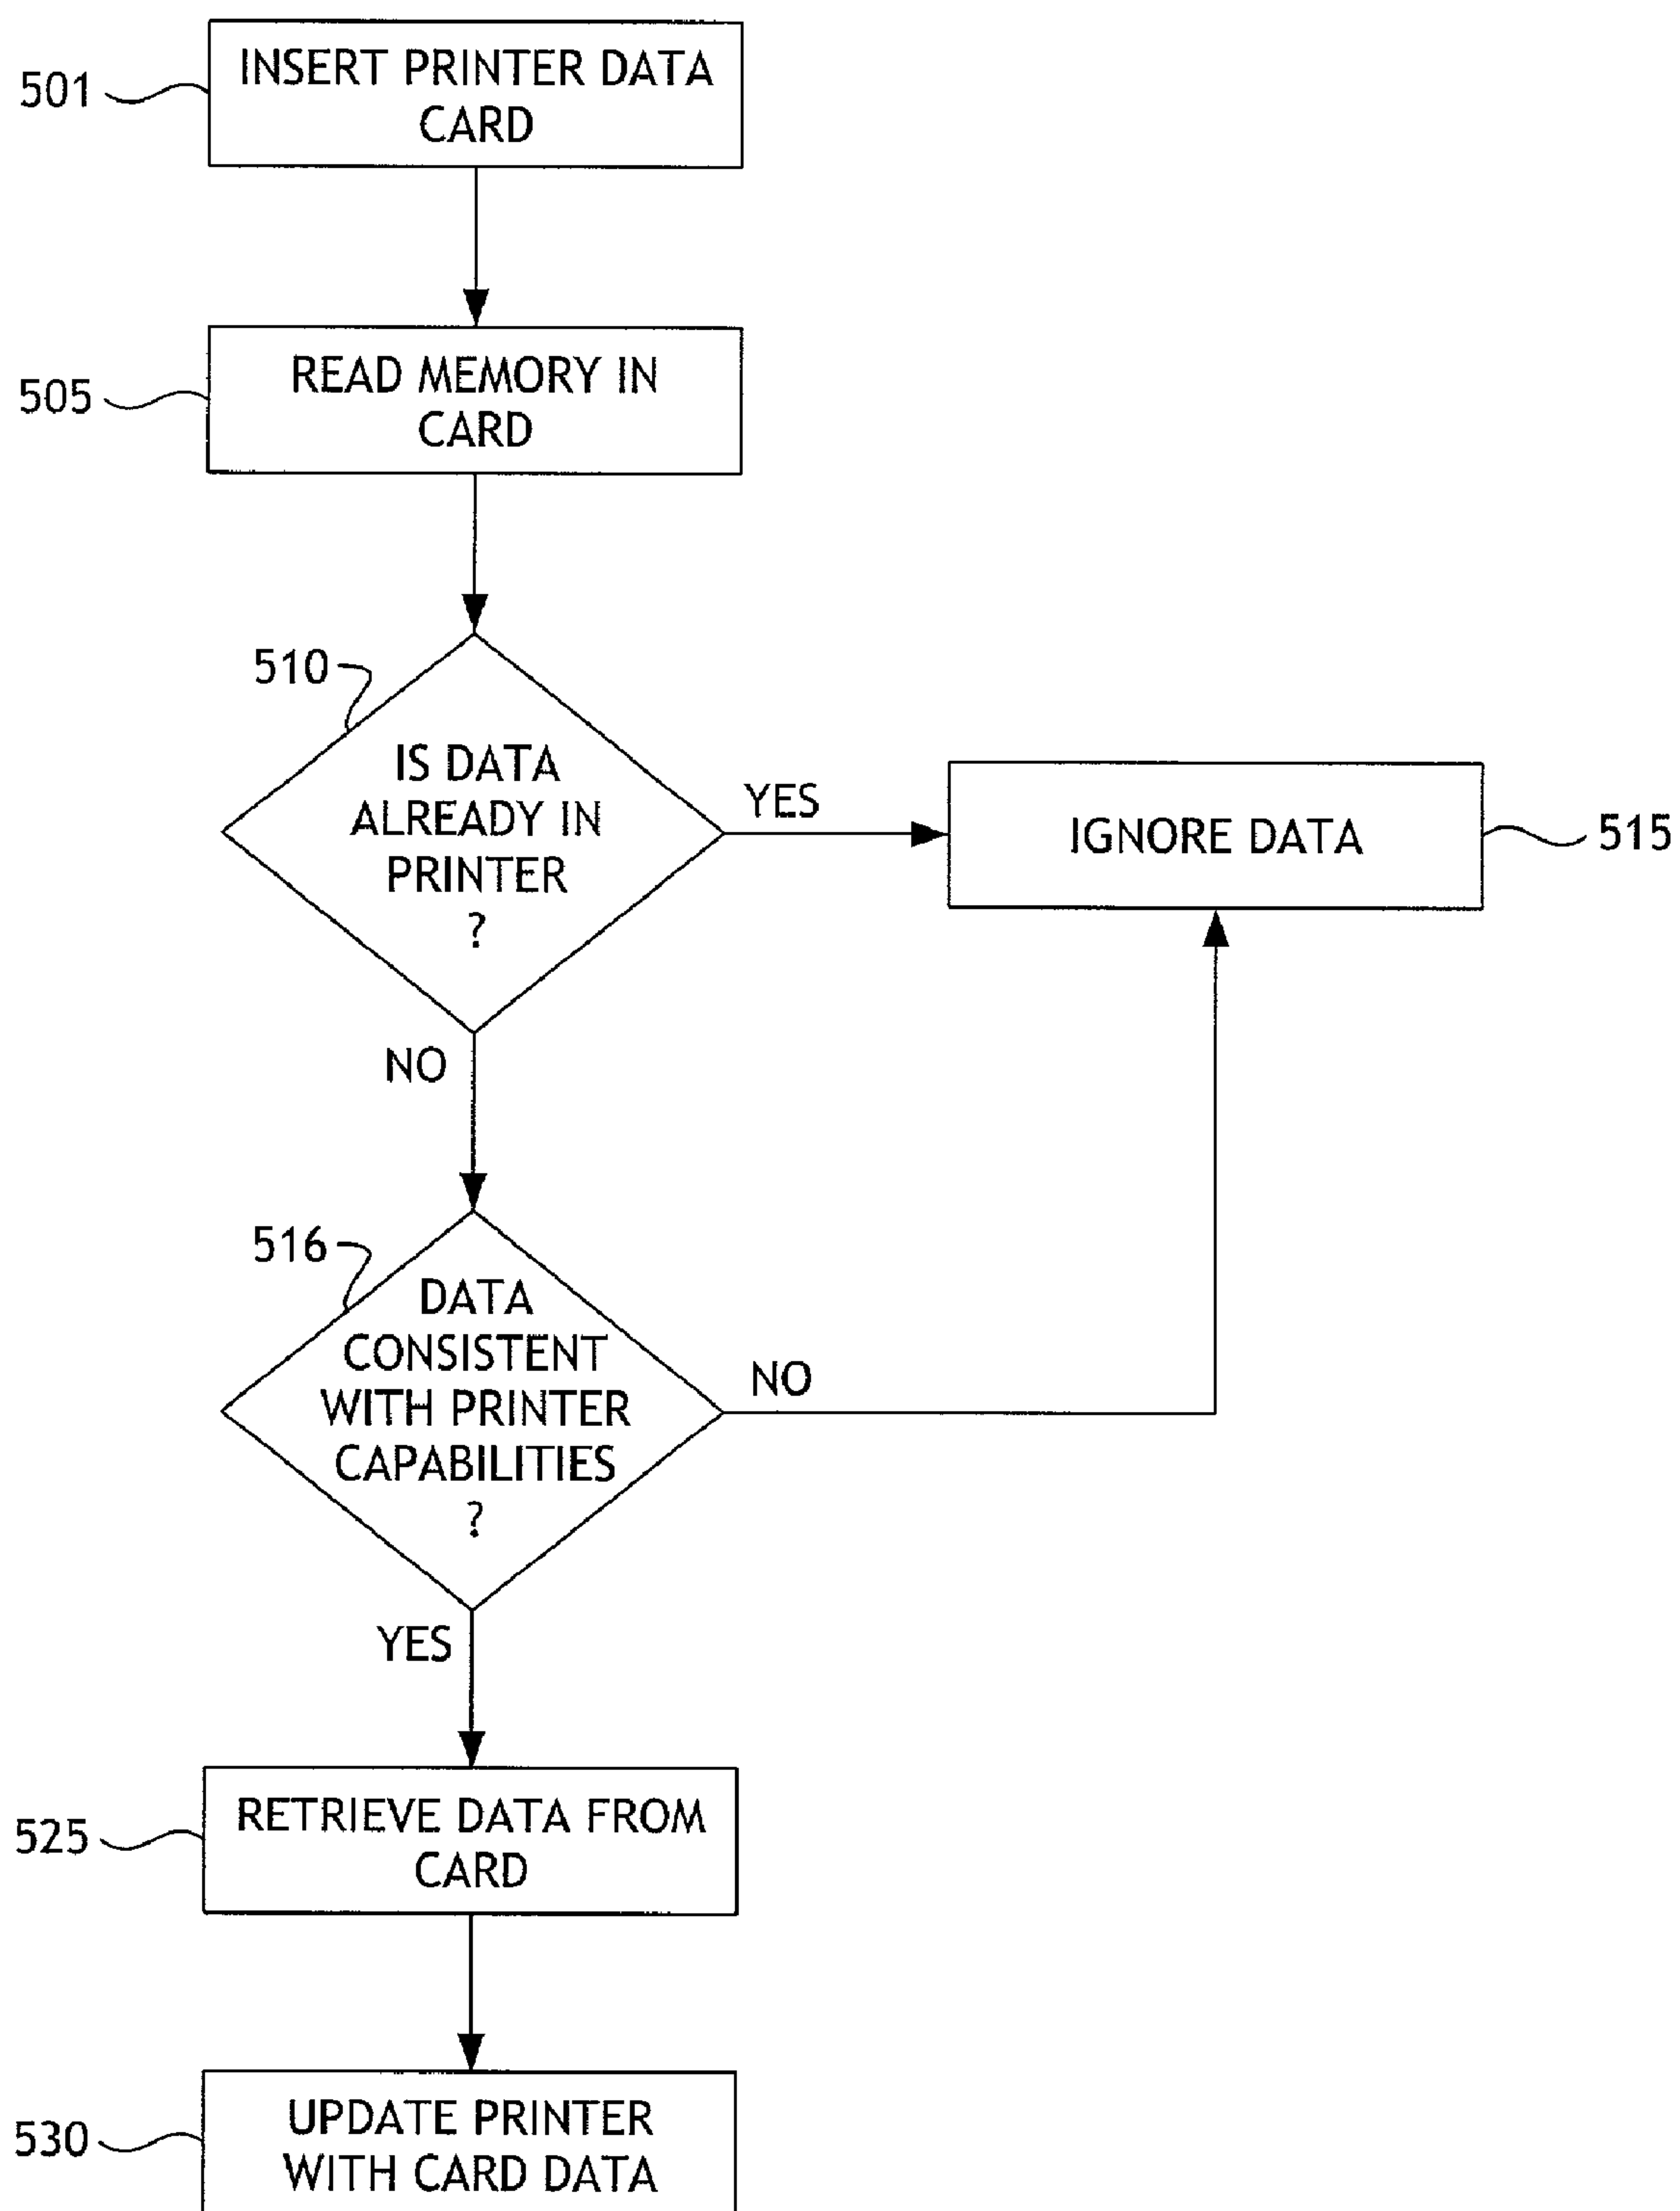 501
INSERT PRINTER DATA
CARD
505
READ MEMORY IN
CARD
510
IS DATA
ALREADY IN
PRINTER
?
YES
IGNORE DATA
515
NO
516
DATA
CONSISTENT
WITH PRINTER
CAPABILITIES
?
NO
YES
525
RETRIEVE DATA FROM
CARD
530
UPDATE PRINTER
WITH CARD DATA